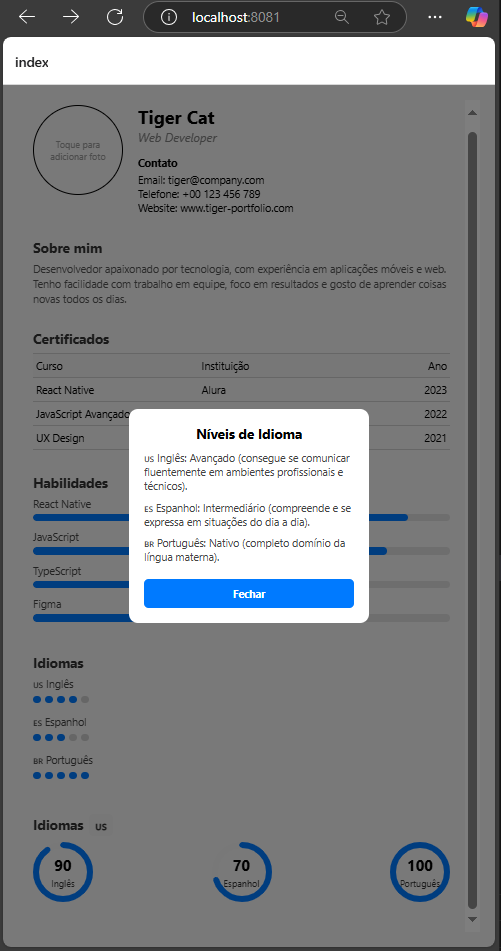 localhost:8081
index
Toque para
adicionar foto
Tiger Cat
Web Developer
Contato
Email: tiger@company.com
Telefone: +00 123 456 789
Website: www.tiger-portfolio.com
Sobre mim
Desenvolvedor apaixonado por tecnologia, com experiência em aplicações móveis e web.
Tenho facilidade com trabalho em equipe, foco em resultados e gosto de aprender coisas
novas todos os dias.
Certificados
Curso Instituição Ano
React Native Alura 2023
JavaScript Avançado 2022
UX Design 2021
Níveis de Idioma
US Inglês: Avançado (consegue se comunicar
fluentemente em ambientes profissionais e
técnicos).
ES Espanhol: Intermediário (compreende e se
expressa em situações do dia a dia).
BR Português: Nativo (completo domínio da
língua materna).
Fechar
Habilidades
React Native
JavaScript
TypeScript
Figma
Idiomas
US Inglês
ES Espanhol
BR Português
Idiomas US
90 70 100
Inglês Espanhol Português